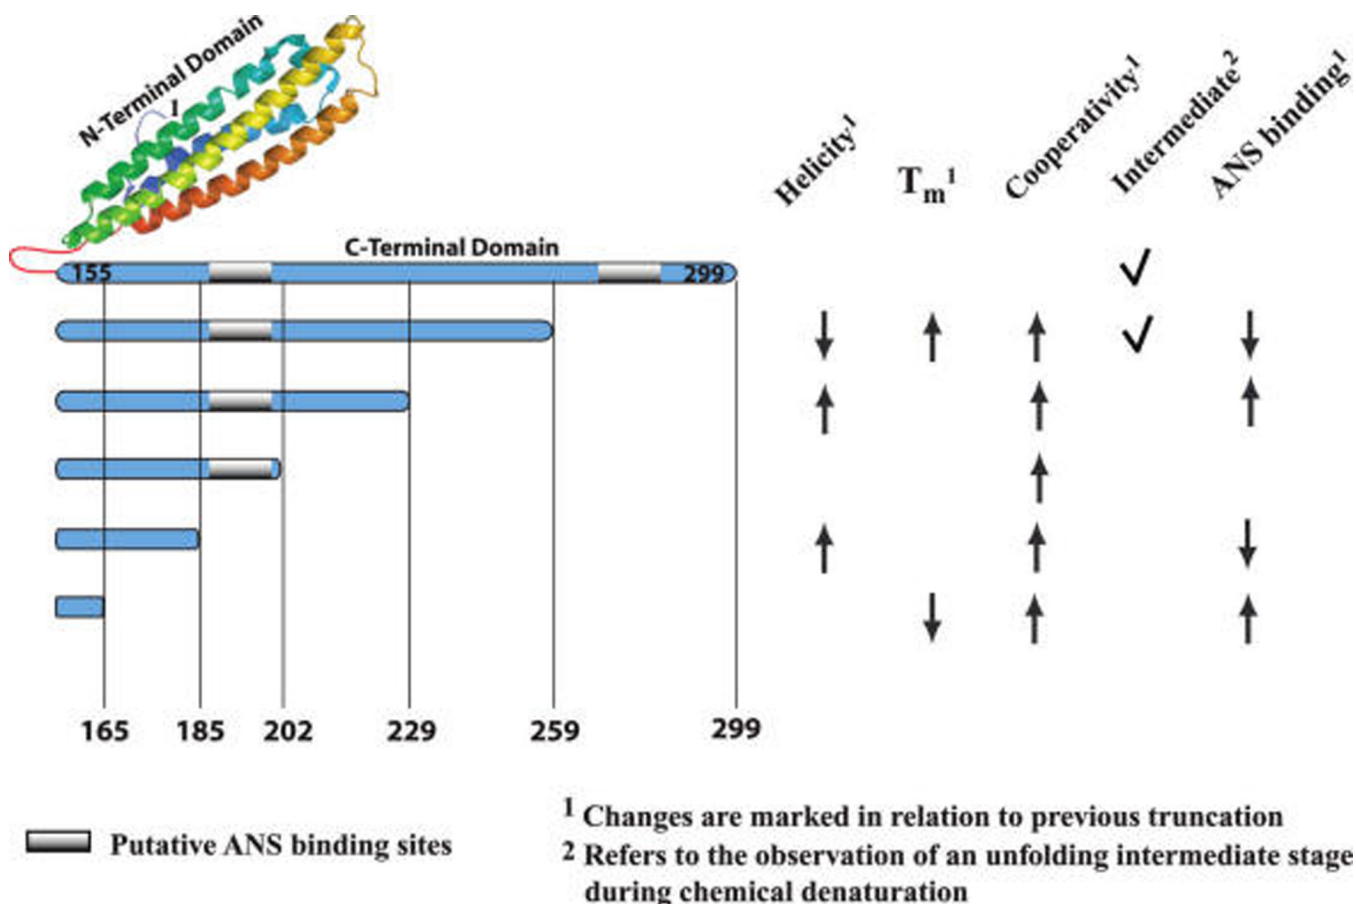 N-Terminal Domain
1
Helicity¹
Tm¹
Cooperativity¹
Intermediate²
ANS binding¹
C-Terminal Domain
155
299
165
185
202
229
259
299
Putative ANS binding sites
¹ Changes are marked in relation to previous truncation
² Refers to the observation of an unfolding intermediate stage
during chemical denaturation